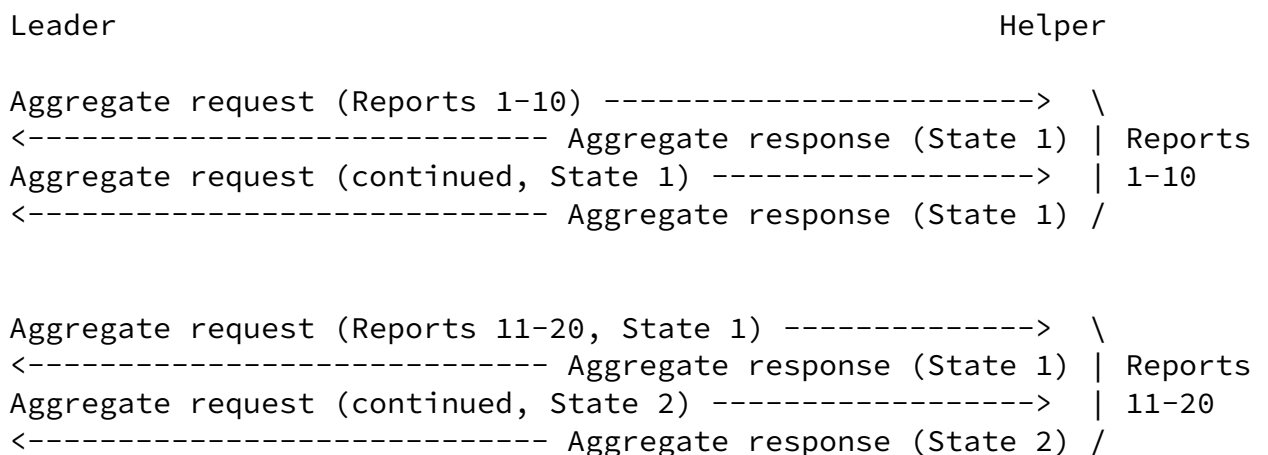 Leader                                                 Helper
Aggregate request (Reports 1-10) ------------------------>  \
<----------------------------- Aggregate response (State 1) | Reports
Aggregate request (continued, State 1) ------------------>  | 1-10
<----------------------------- Aggregate response (State 1) /
Aggregate request (Reports 11-20, State 1) -------------->  \
<----------------------------- Aggregate response (State 1) | Reports
Aggregate request (continued, State 2) ------------------>  | 11-20
<----------------------------- Aggregate response (State 2) /